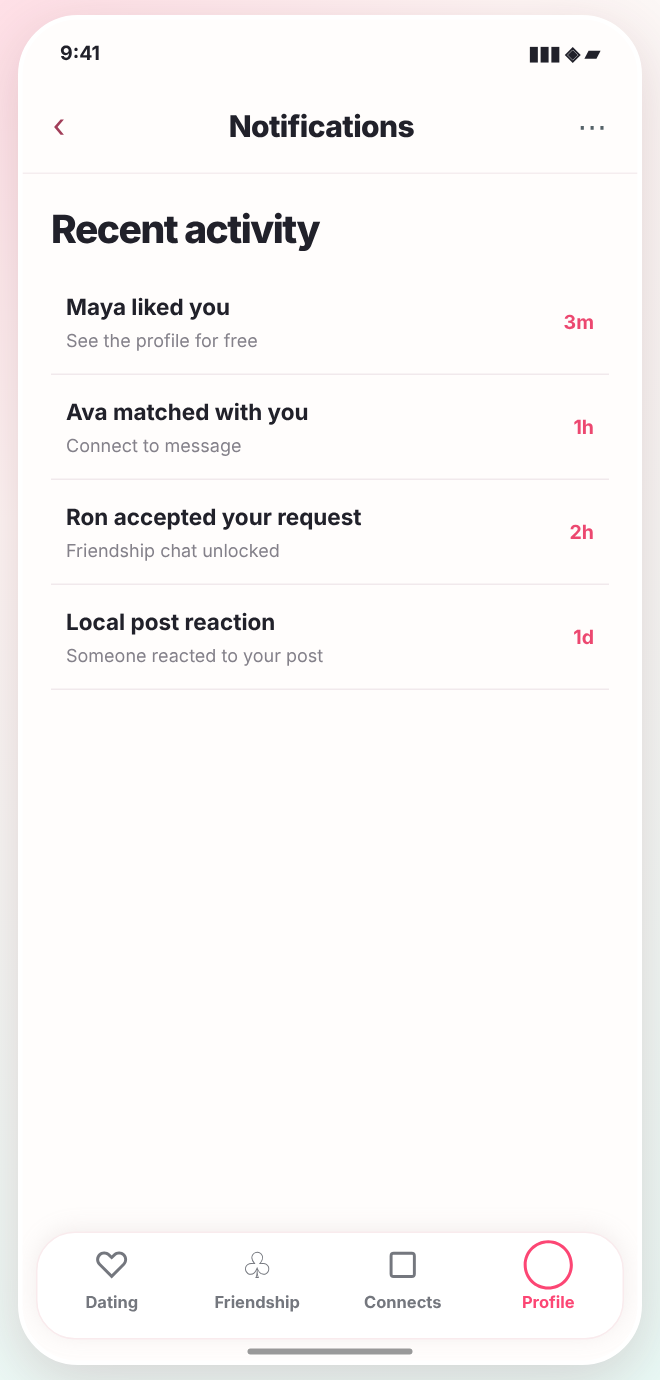 9:41
Notifications
Recent activity
Maya liked you
See the profile for free
3m
Ava matched with you
Connect to message
1h
Ron accepted your request
Friendship chat unlocked
2h
Local post reaction
Someone reacted to your post
1d
Dating
Friendship
Connects
Profile